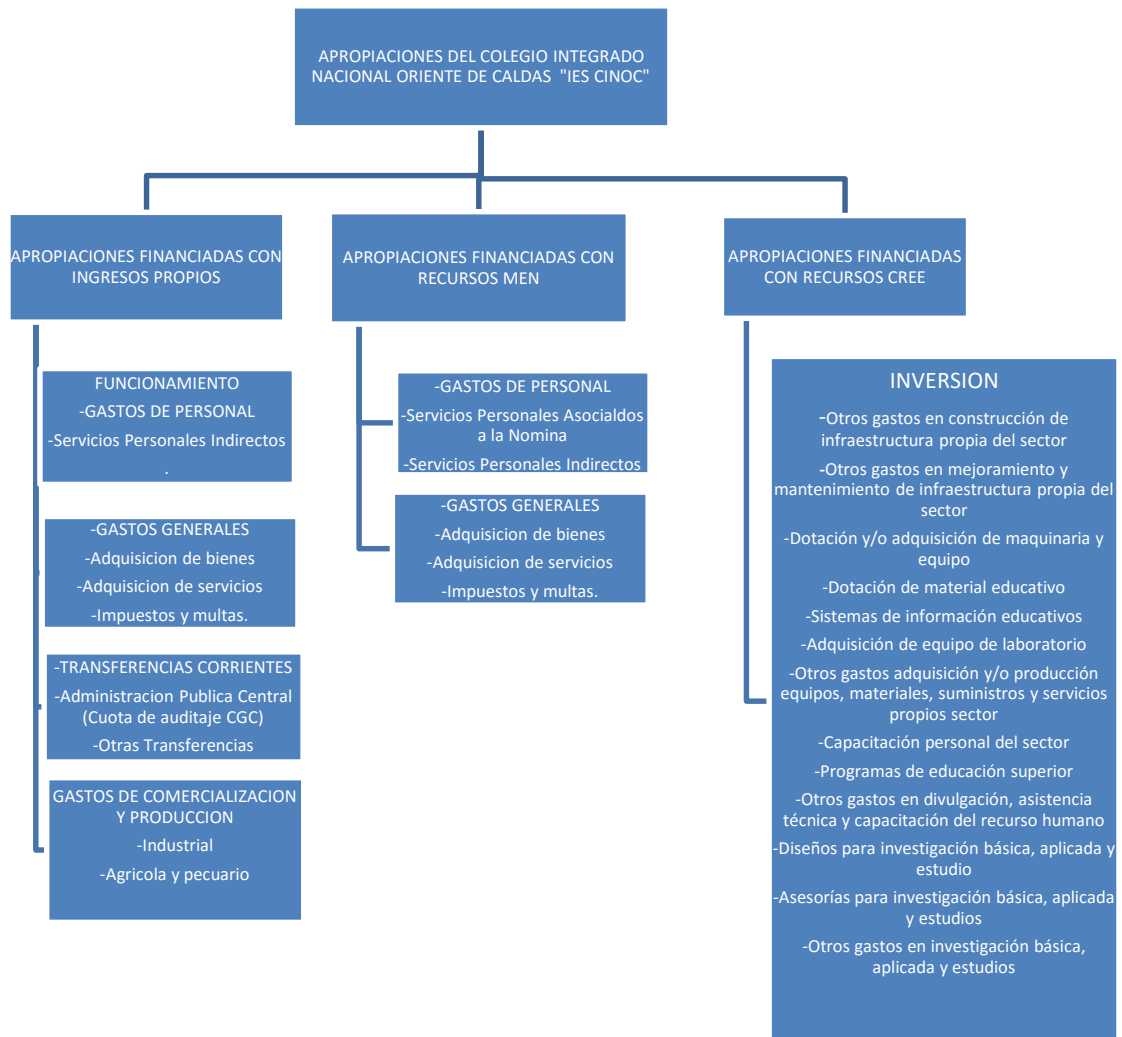 APROPIACIONES DEL COLEGIO INTEGRADO
NACIONAL ORIENTE DE CALDAS "IES CINOC"
APROPIACIONES FINANCIADAS CON
INGRESOS PROPIOS
FUNCIONAMIENTO
-GASTOS DE PERSONAL
-Servicios Personales Indirectos
.
-GASTOS GENERALES
-Adquisicion de bienes
-Adquisicion de servicios
-Impuestos y multas.
-TRANSFERENCIAS CORRIENTES
-Administracion Publica Central
(Cuota de auditaje CGC)
-Otras Transferencias
GASTOS DE COMERCIALIZACION
Y PRODUCCION
-Industrial
-Agricola y pecuario
APROPIACIONES FINANCIADAS CON
RECURSOS MEN
-GASTOS DE PERSONAL
-Servicios Personales Asocialdos
a la Nomina
-Servicios Personales Indirectos
-GASTOS GENERALES
-Adquisicion de bienes
-Adquisicion de servicios
-Impuestos y multas.
APROPIACIONES FINANCIADAS
CON RECURSOS CREE
INVERSION
-Otros gastos en construcción de
infraestructura propia del sector
-Otros gastos en mejoramiento y
mantenimiento de infraestructura propia del
sector
-Dotación y/o adquisición de maquinaria y
equipo
-Dotación de material educativo
-Sistemas de información educativos
-Adquisición de equipo de laboratorio
-Otros gastos adquisición y/o producción
equipos, materiales, suministros y servicios
propios sector
-Capacitación personal del sector
-Programas de educación superior
-Otros gastos en divulgación, asistencia
técnica y capacitación del recurso humano
-Diseños para investigación básica, aplicada y
estudio
-Asesorías para investigación básica, aplicada
y estudios
-Otros gastos en investigación básica,
aplicada y estudios